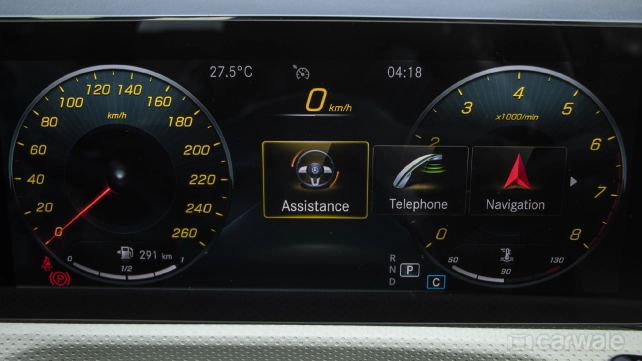 27.5°C 04:18
0 km/h
0 20 40 60 80 100 120 140 160 180 200 220 240 260
km/h
0 1/2 1
291 km
P
Assistance Telephone Navigation
R
N P
D C
0 2 3 4 5 6 7 8
x1000/min
50 90 130
carwale